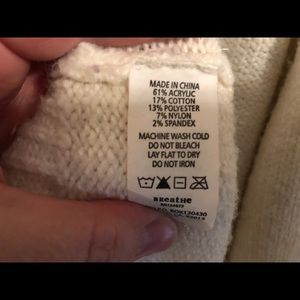 MADE IN CHINA
61% ACRYLIC
17% COTTON
13% POLYESTER
7% NYLON
2% SPANDEX
MACHINE WASH COLD
DO NOT BLEACH
LAY FLAT TO DRY
DO NOT IRON
BREATHE